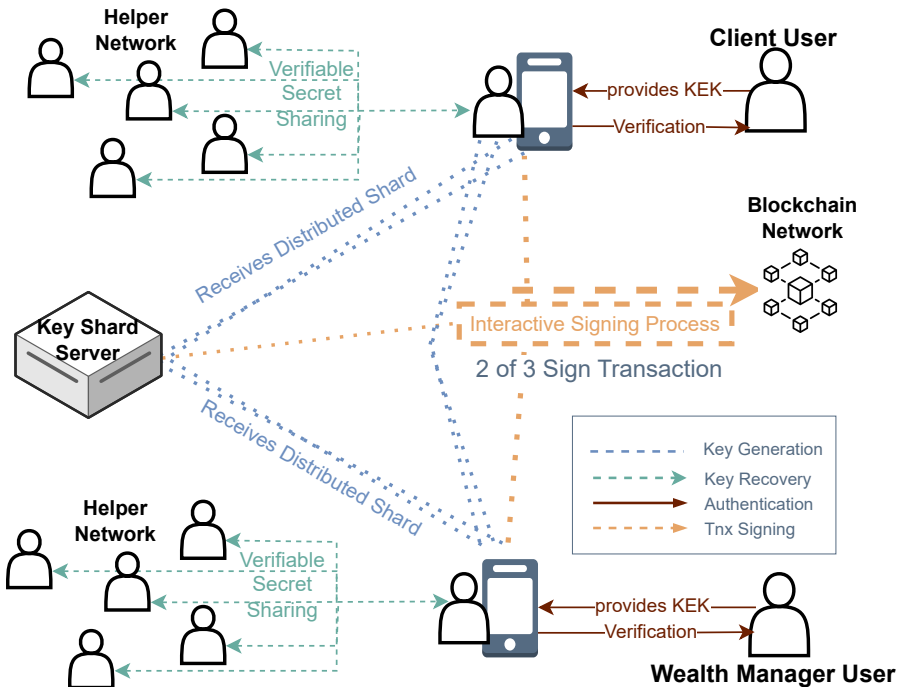 Helper
Network
Verifiable
Secret
Sharing
Client User
provides KEK
Verification
Receives Distributed Shard
Blockchain
Network
Key Shard
Server
Interactive Signing Process
2 of 3 Sign Transaction
Receives Distributed Shard
Key Generation
Key Recovery
Authentication
Tnx Signing
Helper
Network
Verifiable
Secret
Sharing
provides KEK
Verification
Wealth Manager User